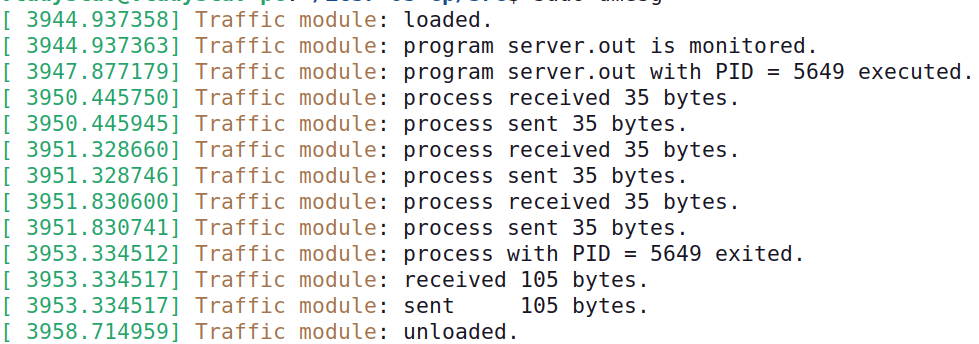 [ 3944.937358] Traffic module: loaded.
[ 3944.937363] Traffic module: program server.out is monitored.
[ 3947.877179] Traffic module: program server.out with PID = 5649 executed.
[ 3950.445750] Traffic module: process received 35 bytes.
[ 3950.445945] Traffic module: process sent 35 bytes.
[ 3951.328660] Traffic module: process received 35 bytes.
[ 3951.328746] Traffic module: process sent 35 bytes.
[ 3951.830600] Traffic module: process received 35 bytes.
[ 3951.830741] Traffic module: process sent 35 bytes.
[ 3953.334512] Traffic module: process with PID = 5649 exited.
[ 3953.334517] Traffic module: received 105 bytes.
[ 3953.334517] Traffic module: sent     105 bytes.
[ 3958.714959] Traffic module: unloaded.